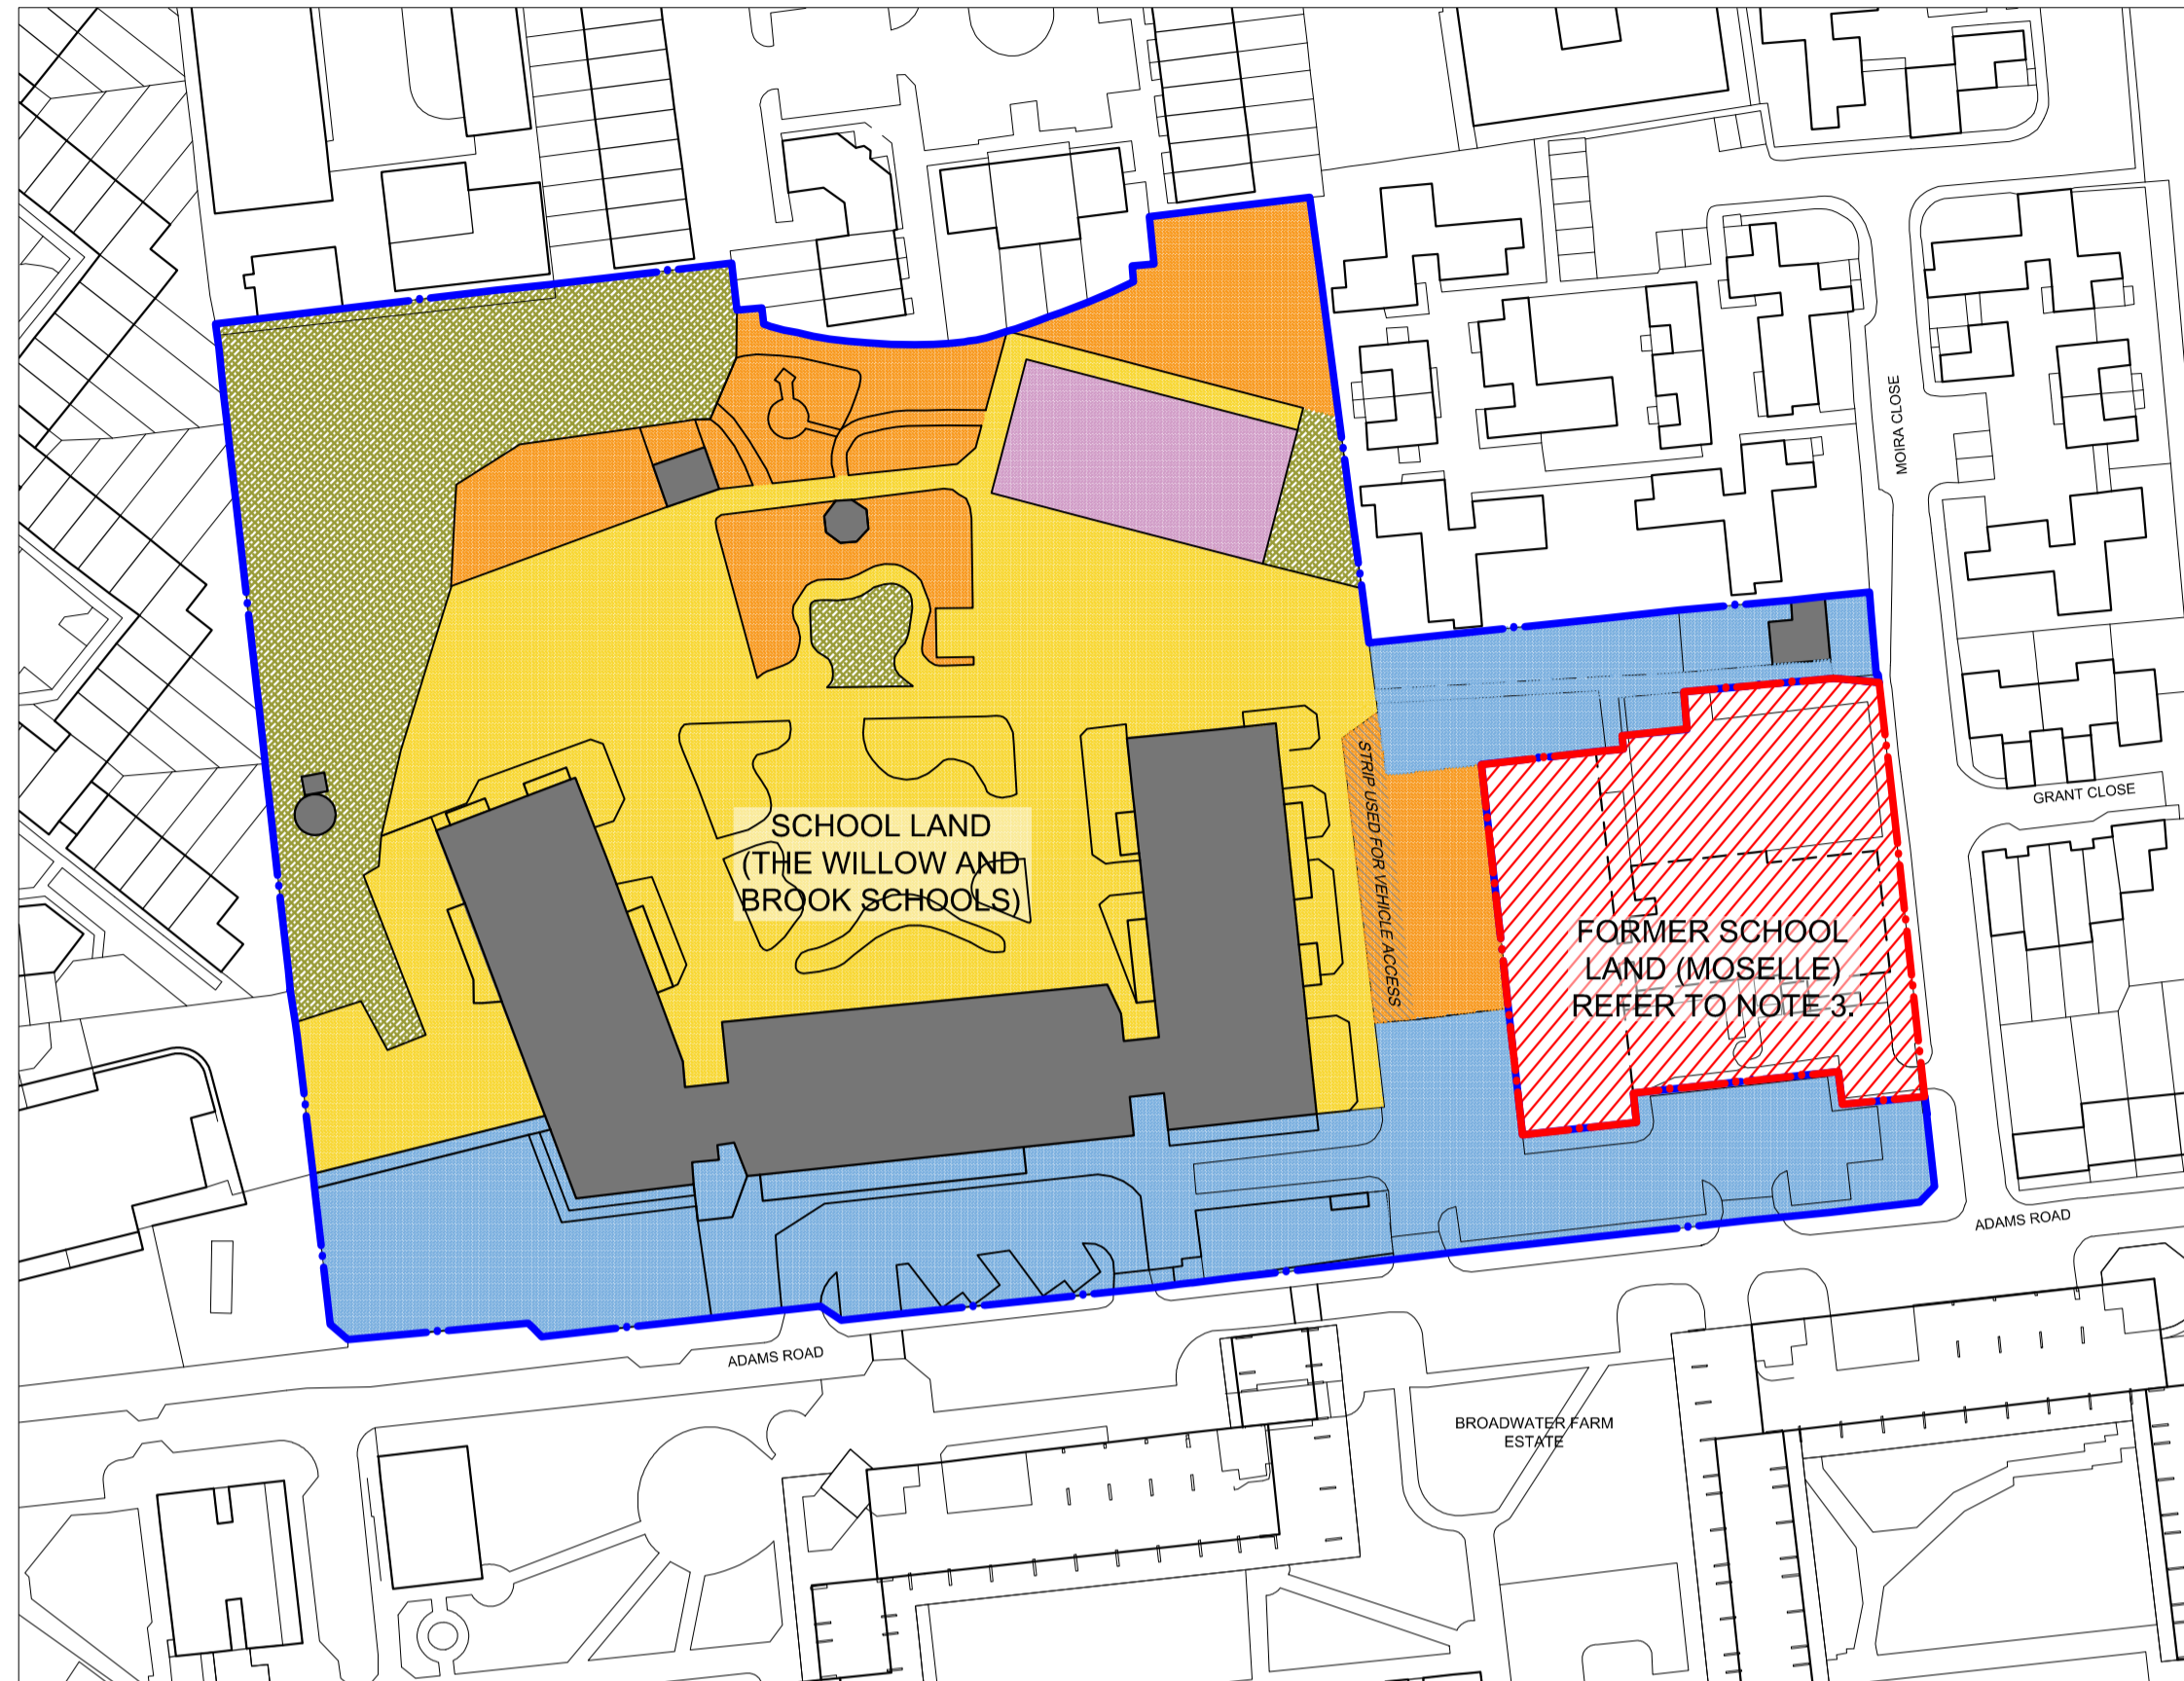 MOIRA CLOSE
STRIP USED FOR VEHICLE ACCESS
GRANT CLOSE
SCHOOL LAND
(THE WILLOW AND
BROOK SCHOOLS)
FORMER SCHOOL
LAND (MOSELLE)
REFER TO NOTE 3.
ADAMS ROAD
ADAMS ROAD
BROADWATER FARM
ESTATE